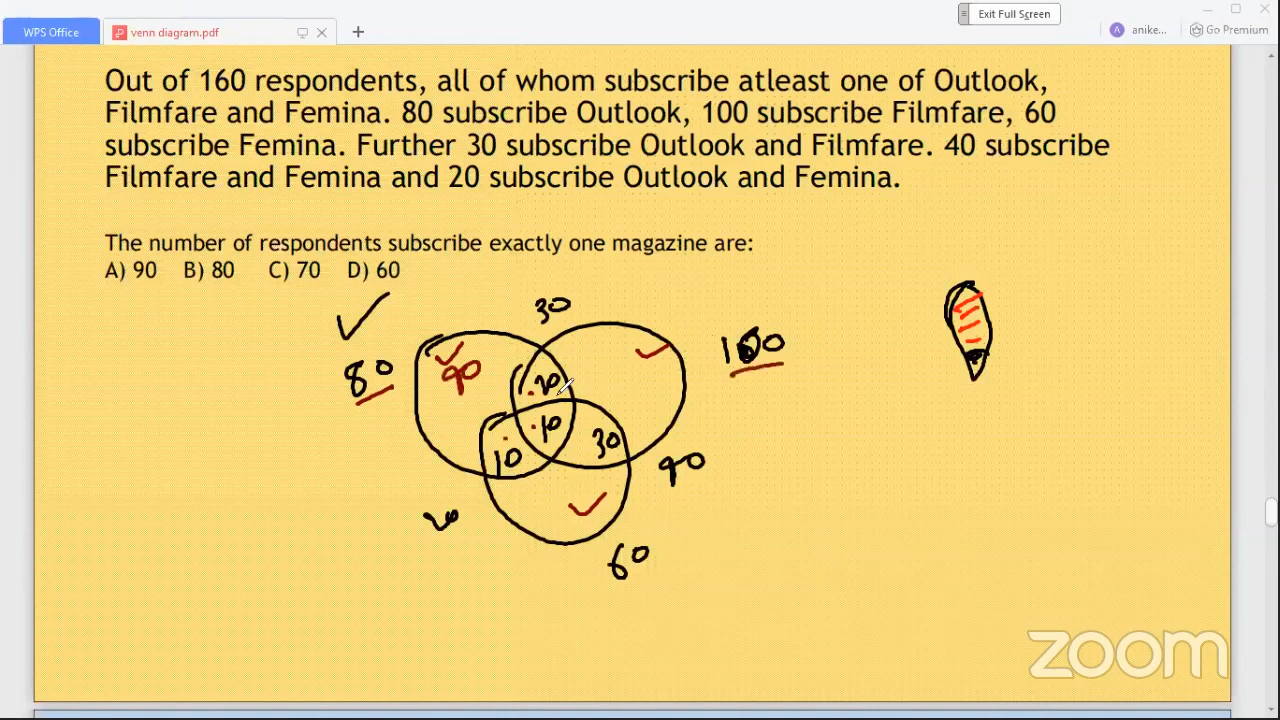 Exit Full Screen
WPS Office
venn diagram.pdf
A
anike...
Go Premium
Out of 160 respondents, all of whom subscribe atleast one of Outlook,
Filmfare and Femina. 80 subscribe Outlook, 100 subscribe Filmfare, 60
subscribe Femina. Further 30 subscribe Outlook and Filmfare. 40 subscribe
Filmfare and Femina and 20 subscribe Outlook and Femina.
The number of respondents subscribe exactly one magazine are:
A) 90 B) 80 C) 70 D) 60
30
80
40
20
100
10
10
30
40
20
60
zoom